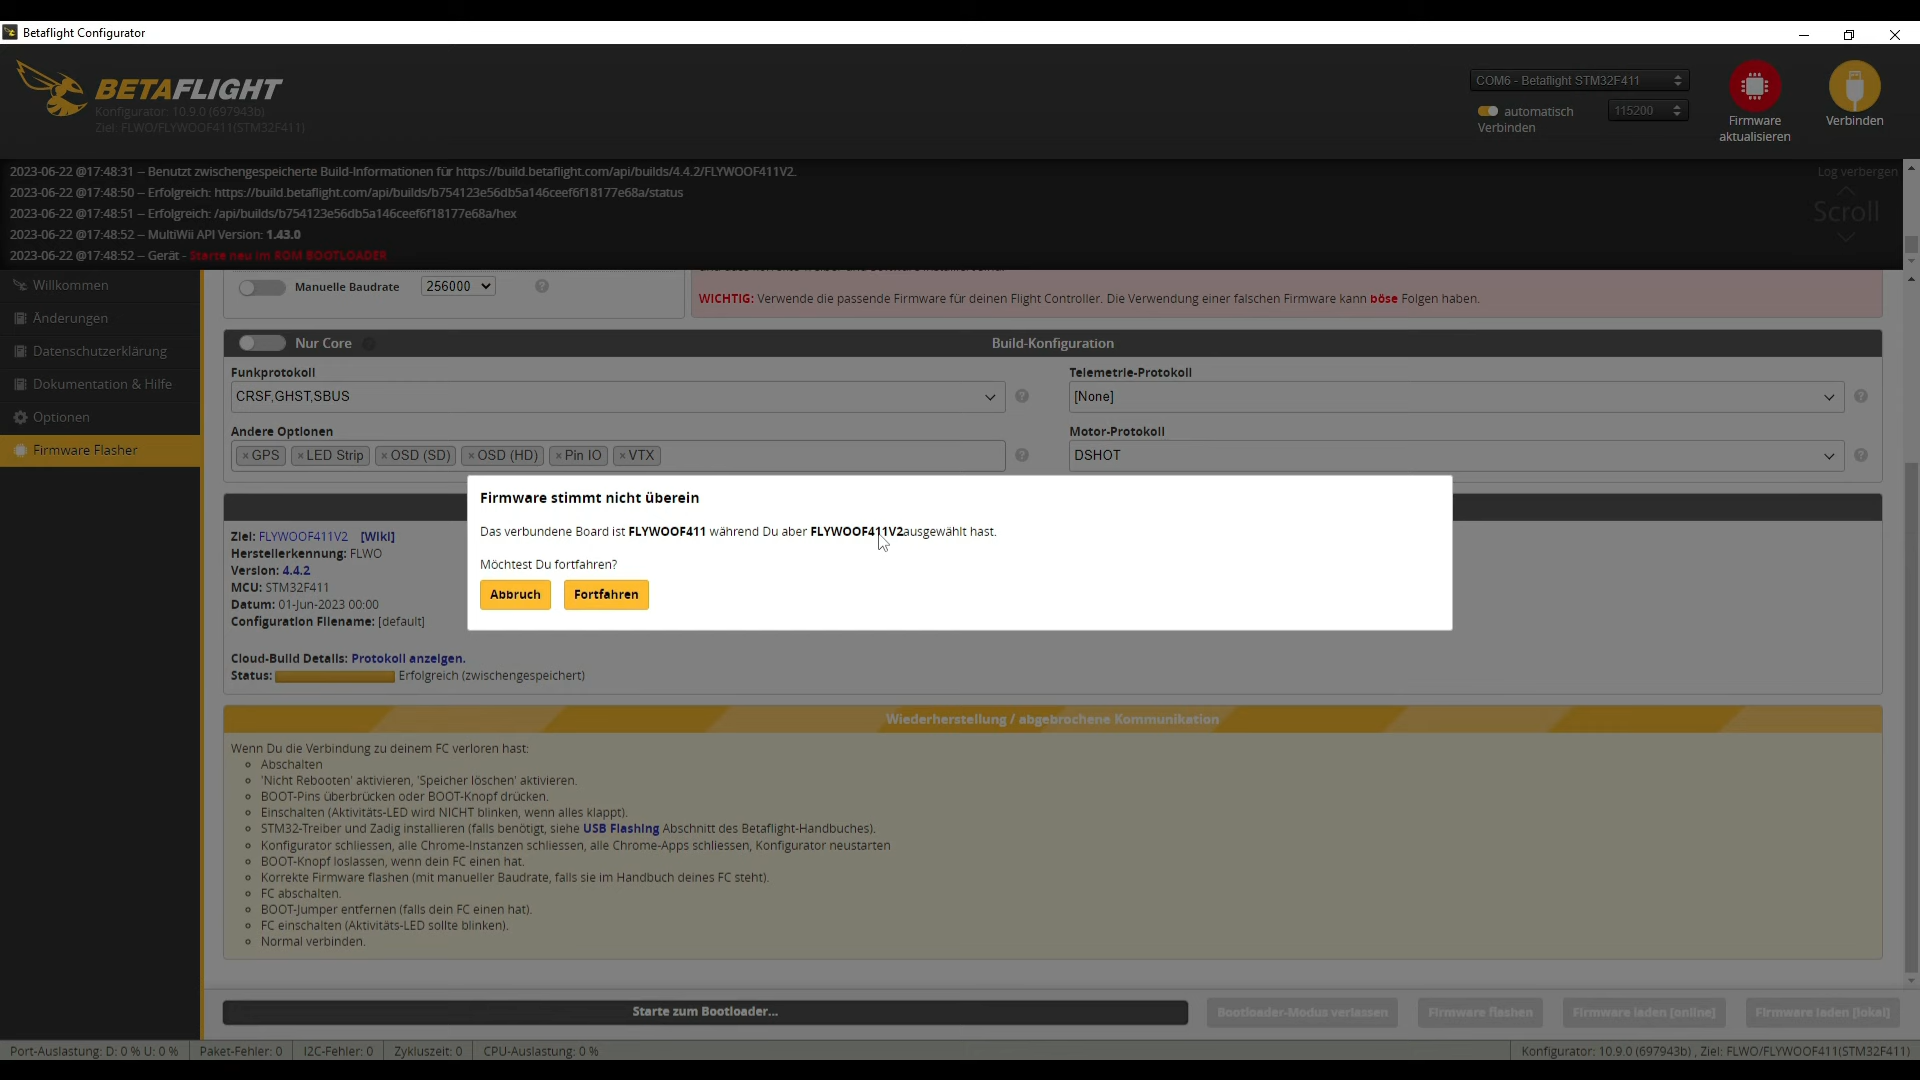 Betaflight Configurator
BETAFLIGHT
Konfigurator: 10.9.0 (697943b)
Ziel: FLWO/FLYWOOF411(STM32F411)
COM6 - Betaflight STM32F411
automatisch
Verbinden
115200
Firmware
aktualisieren
Verbinden
2023-06-22 @17:48:31 – Benutzt zwischengespeicherte Build-Informationen für https://build.betaflight.com/api/builds/4.4.2/FLYWOOF411V2.
2023-06-22 @17:48:50 – Erfolgreich: https://build.betaflight.com/api/builds/b754123e56db5a146ceef6f18177e68a/status
2023-06-22 @17:48:51 – Erfolgreich: /api/builds/b754123e56db5a146ceef6f18177e68a/hex
2023-06-22 @17:48:52 – MultiWii API Version: 1.43.0
2023-06-22 @17:48:52 – Gerät - Starte neu im ROM BOOTLOADER
Log verbergen
Scroll
Willkommen
Änderungen
Datenschutzerklärung
Dokumentation & Hilfe
Optionen
Firmware Flasher
Manuelle Baudrate 256000
WICHTIG: Verwende die passende Firmware für deinen Flight Controller. Die Verwendung einer falschen Firmware kann böse Folgen haben.
Nur Core
Build-Konfiguration
Funkprotokoll
CRSF,GHST,SBUS
Telemetrie-Protokoll
[None]
Andere Optionen
× GPS × LED Strip × OSD (SD) × OSD (HD) × Pin IO × VTX
Motor-Protokoll
DSHOT
Firmware stimmt nicht überein
Das verbundene Board ist FLYWOOF411 während Du aber FLYWOOF411V2ausgewählt hast.
Möchtest Du fortfahren?
Abbruch Fortfahren
Ziel: FLYWOOF411V2 [Wiki]
Herstellerkennung: FLWO
Version: 4.4.2
MCU: STM32F411
Datum: 01-Jun-2023 00:00
Configuration Filename: [default]
Cloud-Build Details: Protokoll anzeigen.
Status: Erfolgreich (zwischengespeichert)
Wiederherstellung / abgebrochene Kommunikation
Wenn Du die Verbindung zu deinem FC verloren hast:
Abschalten
'Nicht Rebooten' aktivieren, 'Speicher löschen' aktivieren.
BOOT-Pins überbrücken oder BOOT-Knopf drücken.
Einschalten (Aktivitäts-LED wird NICHT blinken, wenn alles klappt).
STM32-Treiber und Zadig installieren (falls benötigt, siehe USB Flashing Abschnitt des Betaflight-Handbuches).
Konfigurator schliessen, alle Chrome-Instanzen schliessen, alle Chrome-Apps schliessen, Konfigurator neustarten
BOOT-Knopf loslassen, wenn dein FC einen hat.
Korrekte Firmware flashen (mit manueller Baudrate, falls sie im Handbuch deines FC steht).
FC abschalten.
BOOT-Jumper entfernen (falls dein FC einen hat).
FC einschalten (Aktivitäts-LED sollte blinken).
Normal verbinden.
Starte zum Bootloader...
Bootloader-Modus verlassen
Firmware flashen
Firmware laden [online]
Firmware laden [lokal]
Port-Auslastung: D: 0 % U: 0 % Paket-Fehler: 0 I2C-Fehler: 0 Zykluszeit: 0 CPU-Auslastung: 0 %
Konfigurator: 10.9.0 (697943b) , Ziel: FLWO/FLYWOOF411(STM32F411)